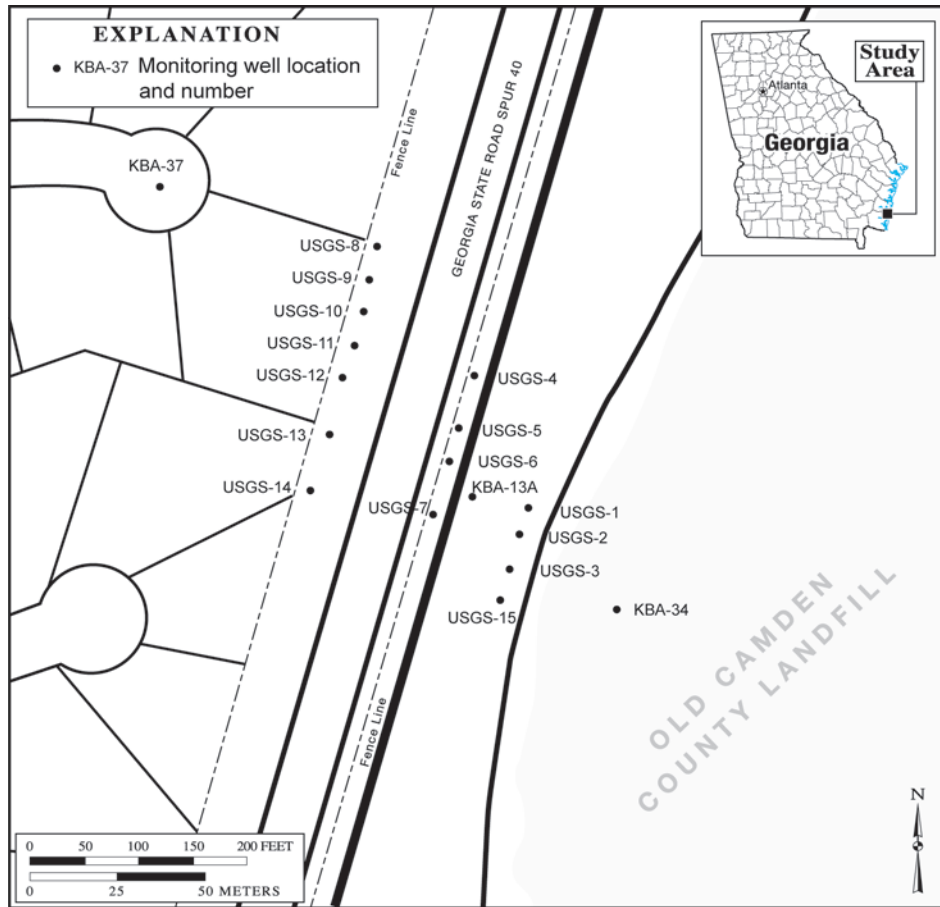 EXPLANATION
KBA-37 Monitoring well location
and number
Study
Area
Atlanta
Georgia
KBA-37
Fence Line
GEORGIA STATE ROAD SPUR 40
USGS-8
USGS-9
USGS-10
USGS-11
USGS-12
USGS-4
USGS-13
USGS-5
USGS-6
USGS-14
KBA-13A
USGS-7
USGS-1
USGS-2
USGS-3
USGS-15
KBA-34
OLD CAMDEN
COUNTY LANDFILL
Fence Line
N
0 50 100 150 200 FEET
0 25 50 METERS